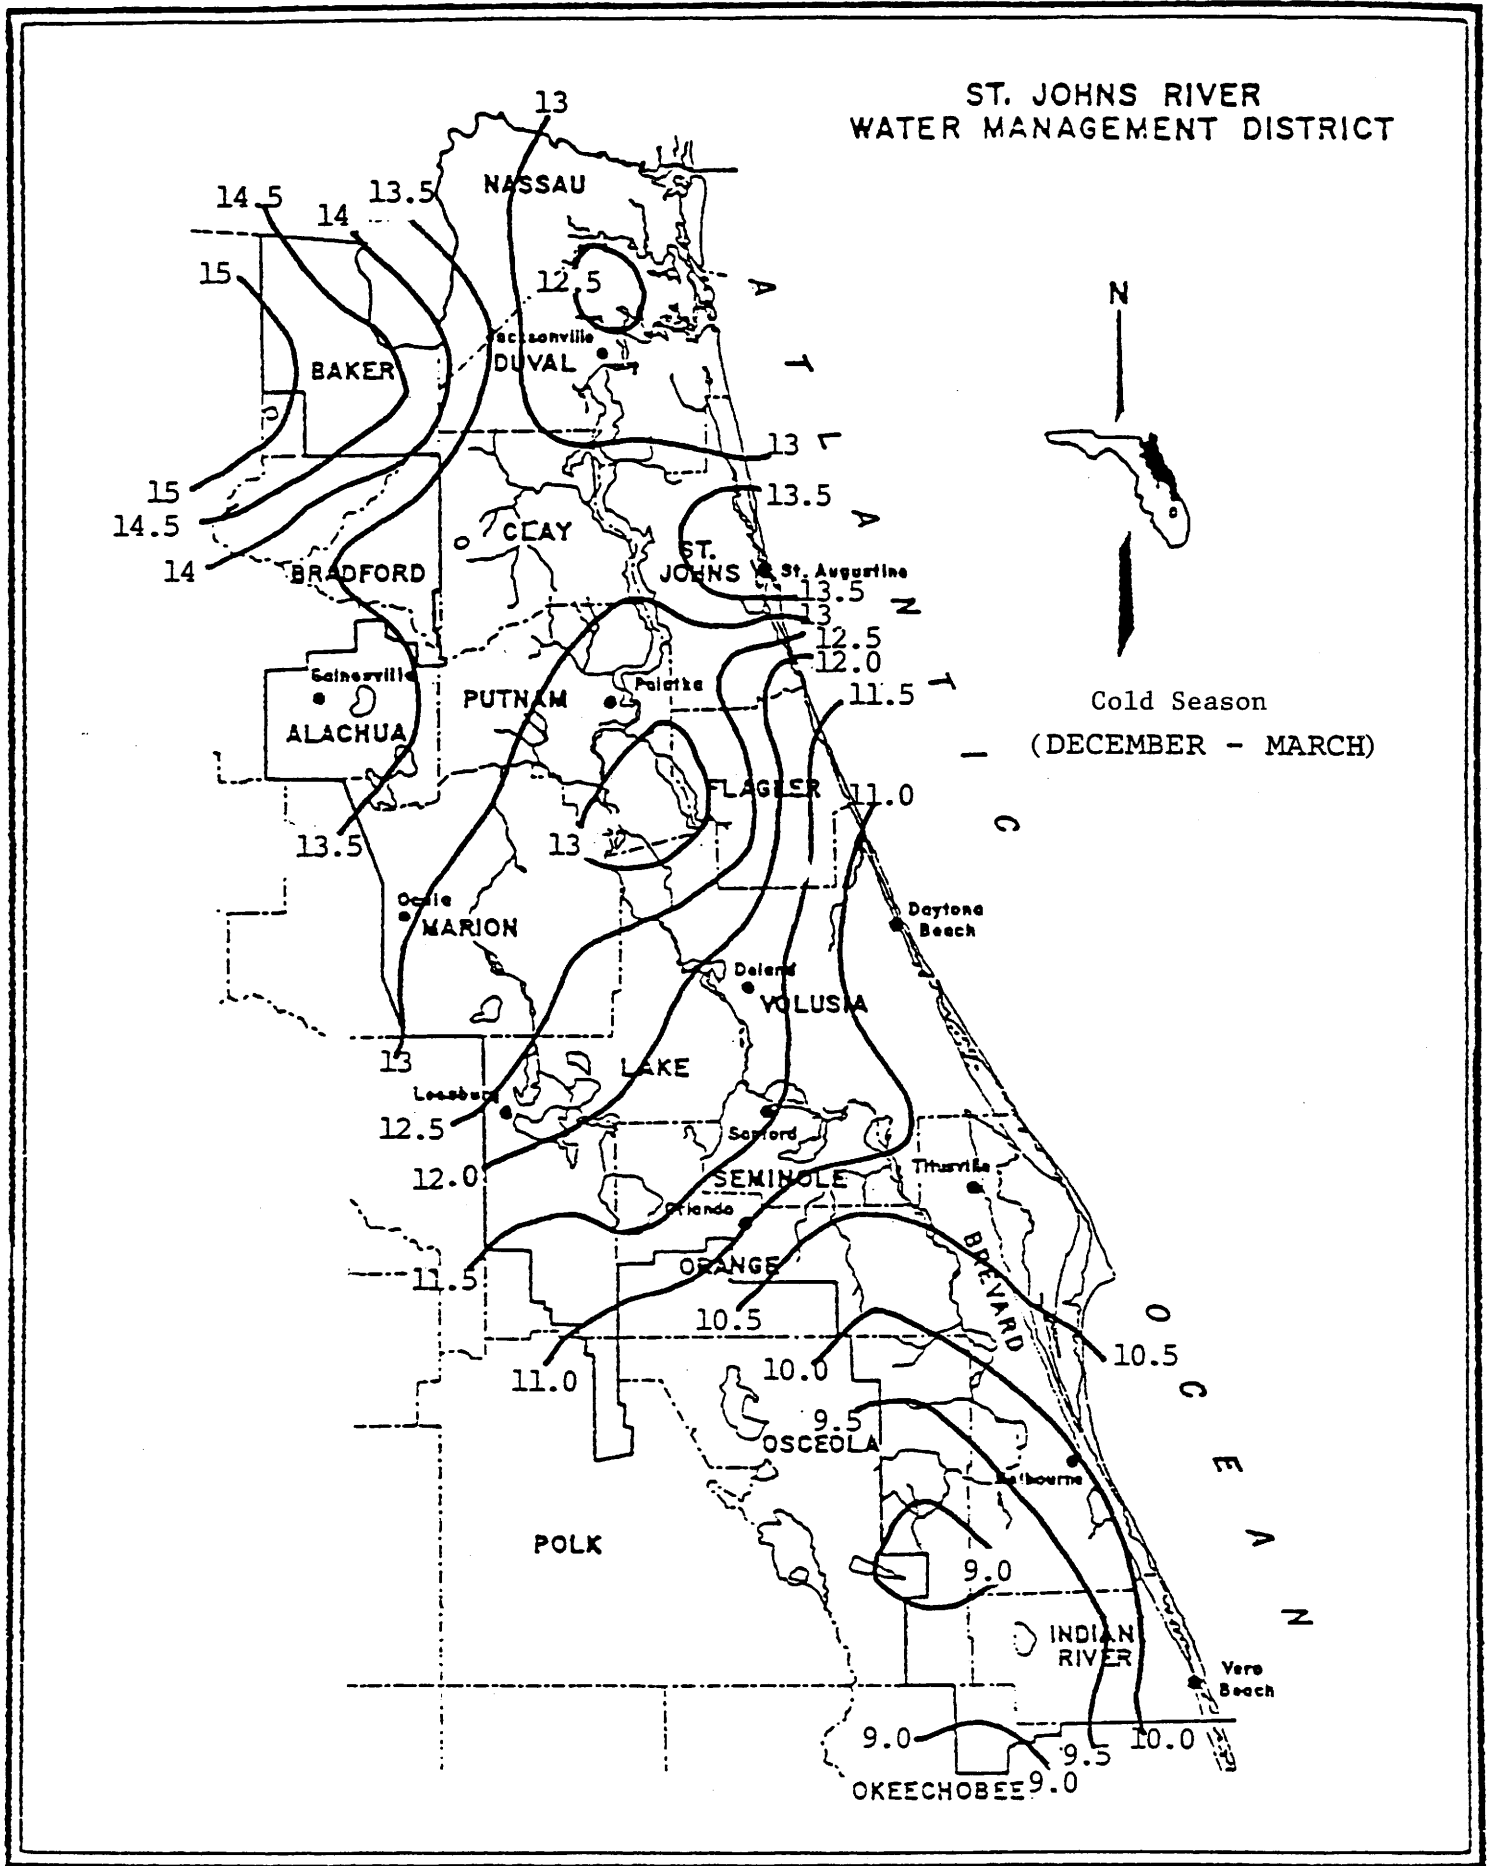 ST. JOHNS RIVER
WATER MANAGEMENT DISTRICT
13
NASSAU
14.5
14
13.5
15
12.5
N
Jacksonville
BAKER
DUVAL
13
13.5
15
14.5
14
CLAY
ST.
JOHNS
St. Augustine
BRADFORD
13.5
13
12.5
12.0
11.5
Gainesville
PUTNAM
Palatka
ALACHUA
Cold Season
(DECEMBER - MARCH)
FLAGLER
11.0
13.5
13
Ocala
MARION
Daytona
Beach
Deland
VOLUSIA
13
LAKE
Leesburg
12.5
Sanford
12.0
SEMINOLE
Titusville
Orlando
11.5
ORANGE
BREVARD
10.5
10.0
10.5
11.0
9.5
OSCEOLA
Melbourne
POLK
9.0
INDIAN
RIVER
Vero
Beach
9.0
9.5
10.0
9.0
OKEECHOBEE
ATLANTIC
OCEAN